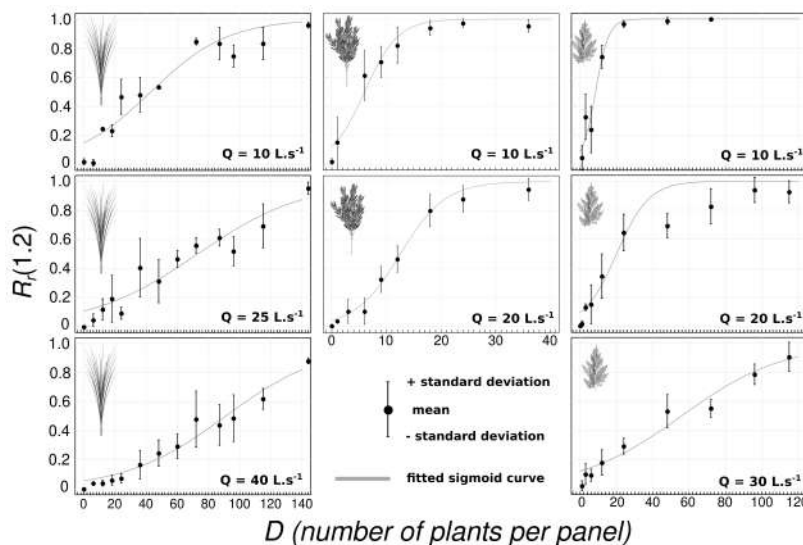 1.0
0.8
0.6
0.4
0.2
0
Q = 10 L.s⁻¹
Q = 10 L.s⁻¹
Q = 10 L.s⁻¹
1.0
0.8
0.6
0.4
0.2
0
Q = 25 L.s⁻¹
Q = 20 L.s⁻¹
Q = 20 L.s⁻¹
0 10 20 30 40
1.0
0.8
0.6
0.4
0.2
0
Q = 40 L.s⁻¹
+ standard deviation
mean
- standard deviation
fitted sigmoid curve
Q = 30 L.s⁻¹
0 20 40 60 80 100 120 140
0 20 40 60 80 100 120
Rᵣ(1.2)
D (number of plants per panel)